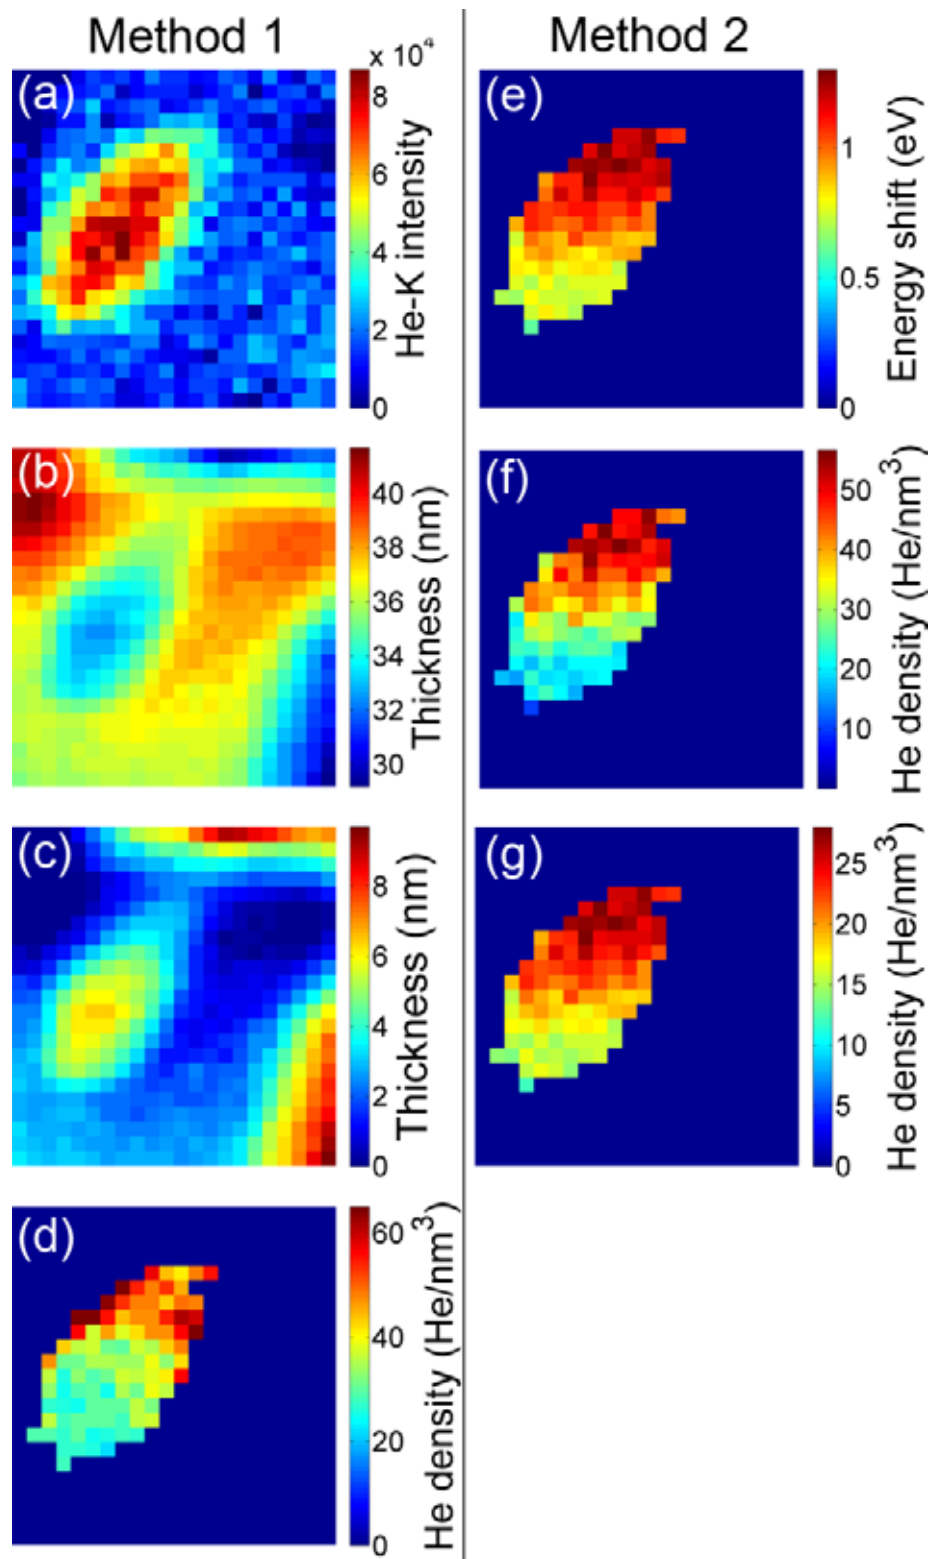 Method 1
Method 2
(a)
x 10⁴
8
6
4
2
0
He-K intensity
(e)
1
0.5
0
Energy shift (eV)
(b)
40
38
36
34
32
30
Thickness (nm)
(f)
50
40
30
20
10
He density (He/nm³)
(c)
8
6
4
2
0
Thickness (nm)
(g)
25
20
15
10
5
0
He density (He/nm³)
(d)
60
40
20
0
He density (He/nm³)